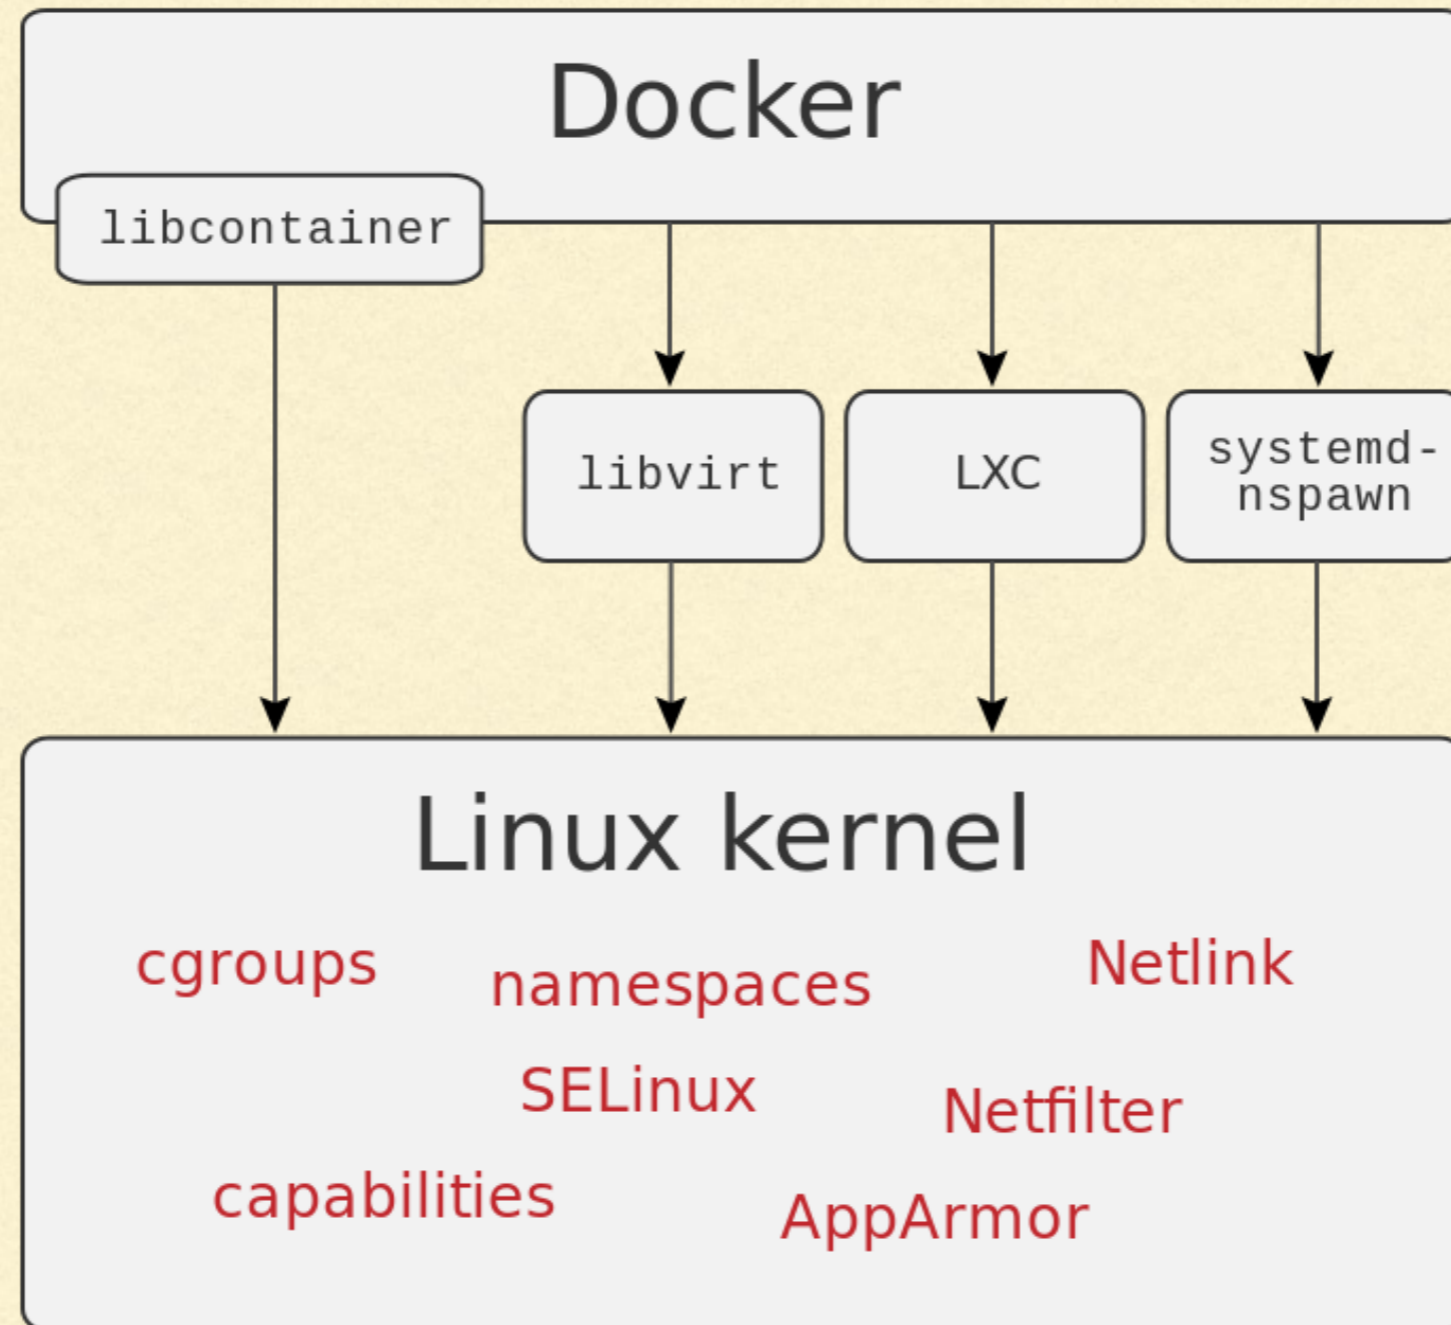 Docker
libcontainer
libvirt
LXC
systemd-
nspawn
Linux kernel
cgroups
namespaces
Netlink
SELinux
Netfilter
capabilities
AppArmor